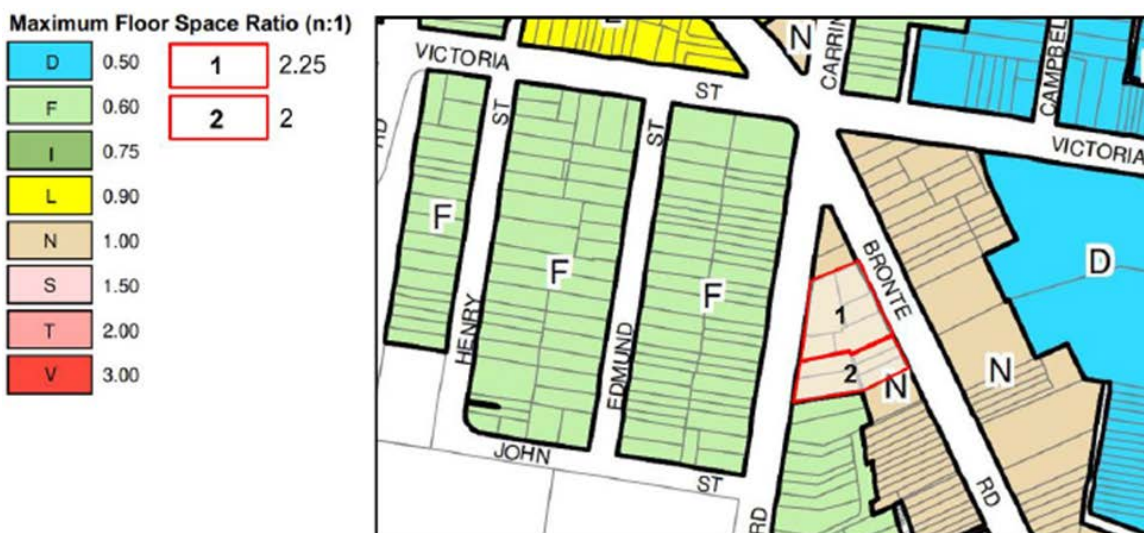 Maximum Floor Space Ratio (n:1)
D 0.50
F 0.60
I 0.75
L 0.90
N 1.00
S 1.50
T 2.00
V 3.00
1 2.25
2 2
VICTORIA
ST
N
CARRIN
CAMPBEL
ST
ST
RD
VICTORIA
F
F
F
BRONTE
D
1
HENRY
EDMUND
2
N
N
JOHN
ST
RD
RD